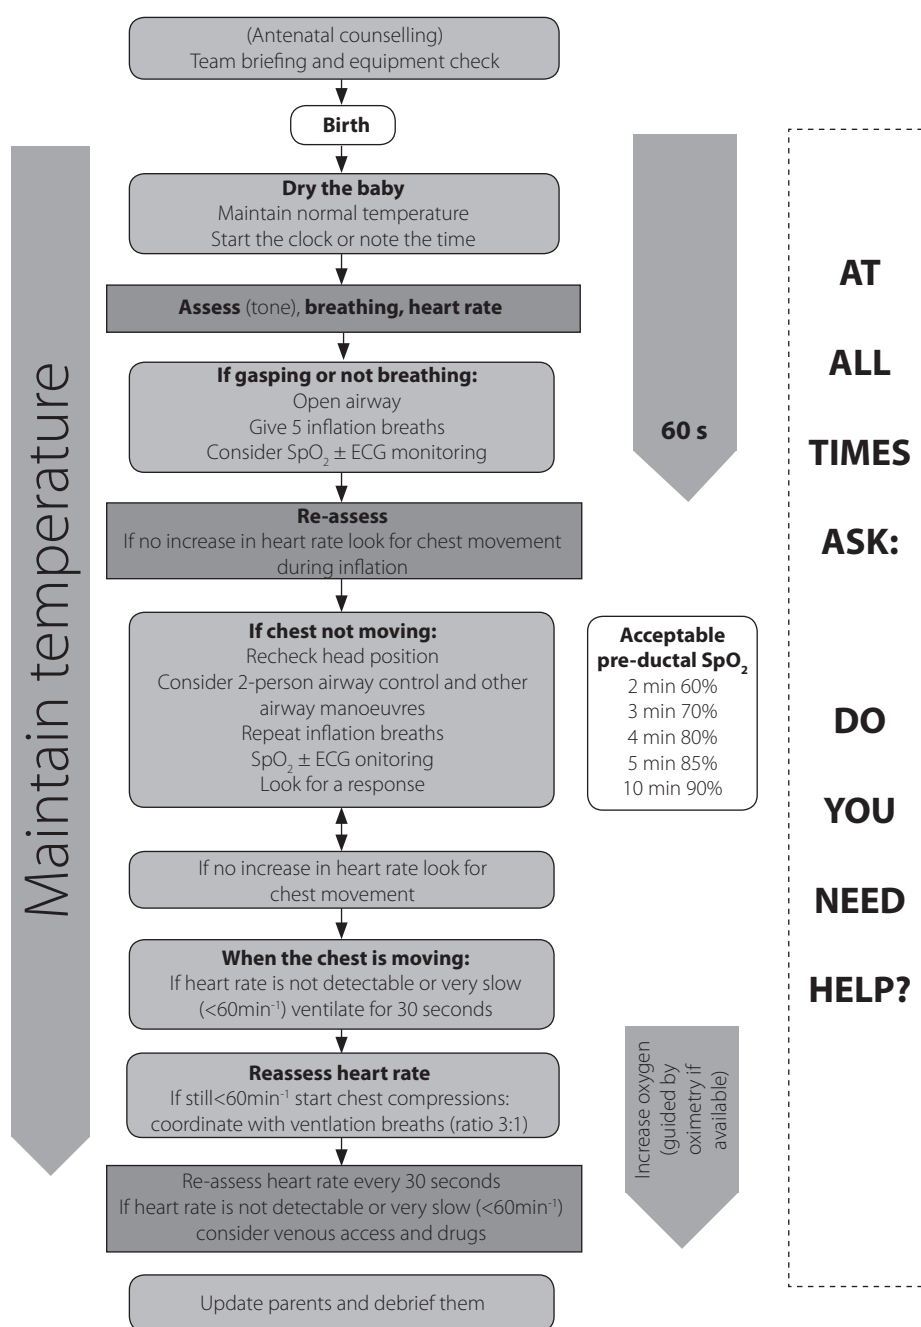 (Antenatal counselling)
Team briefing and equipment check
Birth
Dry the baby
Maintain normal temperature
Start the clock or note the time
Assess (tone), breathing, heart rate
If gasping or not breathing:
Open airway
Give 5 inflation breaths
Consider SpO₂ ± ECG monitoring
60 s
Re-assess
If no increase in heart rate look for chest movement
during inflation
If chest not moving:
Recheck head position
Consider 2-person airway control and other
airway manoeuvres
Repeat inflation breaths
SpO₂ ± ECG onitoring
Look for a response
Acceptable
pre-ductal SpO₂
2 min 60%
3 min 70%
4 min 80%
5 min 85%
10 min 90%
If no increase in heart rate look for
chest movement
When the chest is moving:
If heart rate is not detectable or very slow
(<60min⁻¹) ventilate for 30 seconds
Reassess heart rate
If still<60min⁻¹ start chest compressions:
coordinate with ventlation breaths (ratio 3:1)
Increase oxygen
(guided by
oximetry if
available)
Re-assess heart rate every 30 seconds
If heart rate is not detectable or very slow (<60min⁻¹)
consider venous access and drugs
Update parents and debrief them
Maintain temperature
AT
ALL
TIMES
ASK:
DO
YOU
NEED
HELP?